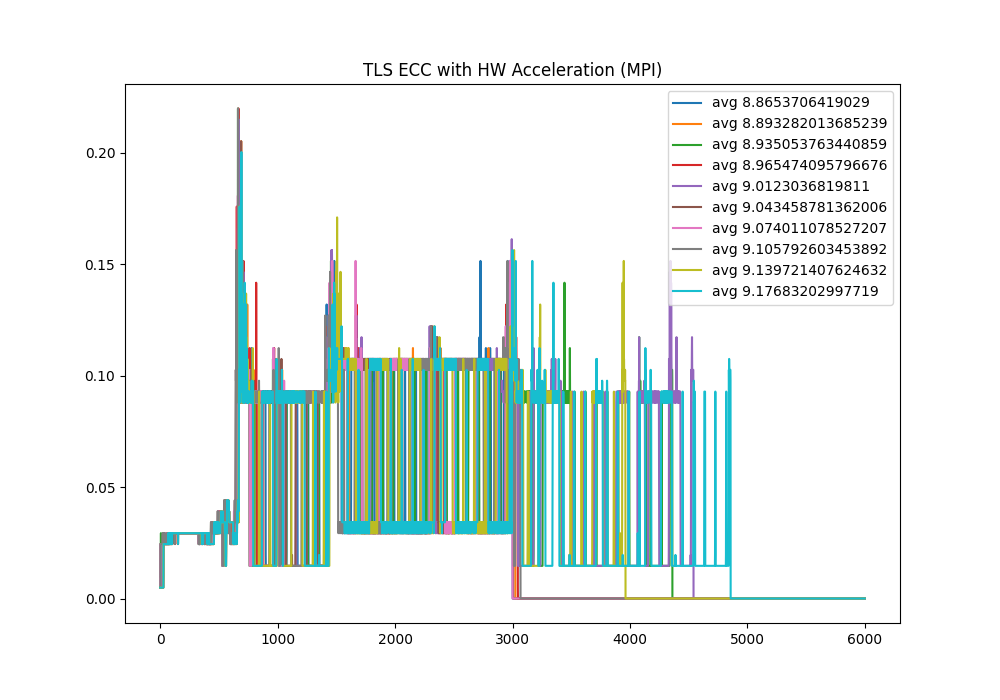 TLS ECC with HW Acceleration (MPI)
avg 8.8653706419029
avg 8.893282013685239
avg 8.935053763440859
avg 8.965474095796676
avg 9.0123036819811
avg 9.043458781362006
avg 9.074011078527207
avg 9.105792603453892
avg 9.139721407624632
avg 9.17683202997719
0.20
0.15
0.10
0.05
0.00
0 1000 2000 3000 4000 5000 6000